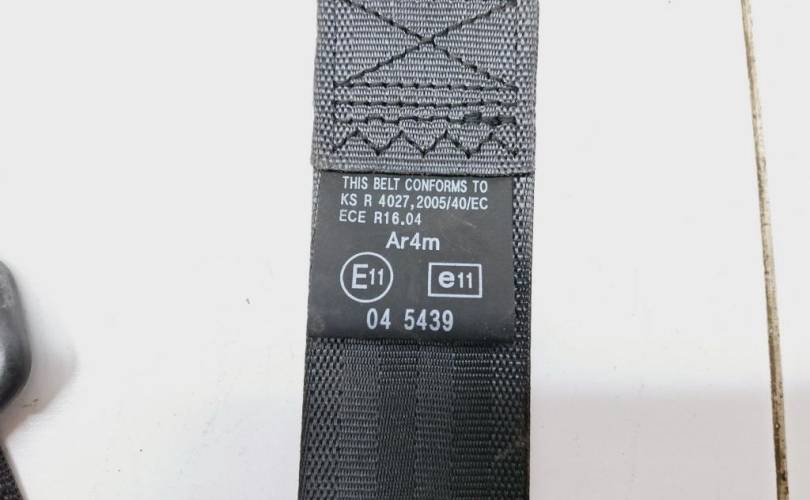 THIS BELT CONFORMS TO
KS R 4027,2005/40/EC
ECE R16.04
Ar4m
E11 e11
04 5439